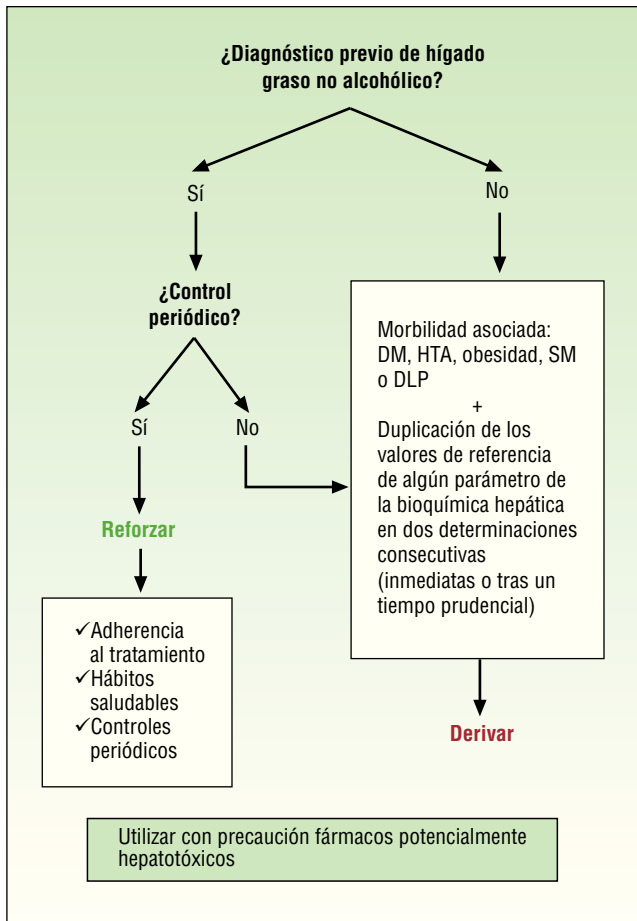 ¿Diagnóstico previo de hígado
graso no alcohólico?
Sí
No
¿Control
periódico?
Sí
No
Reforzar
✓Adherencia
al tratamiento
✓Hábitos
saludables
✓Controles
periódicos
Morbilidad asociada:
DM, HTA, obesidad, SM
o DLP
+
Duplicación de los
valores de referencia
de algún parámetro de
la bioquímica hepática
en dos determinaciones
consecutivas
(inmediatas o tras un
tiempo prudencial)
Derivar
Utilizar con precaución fármacos potencialmente
hepatotóxicos